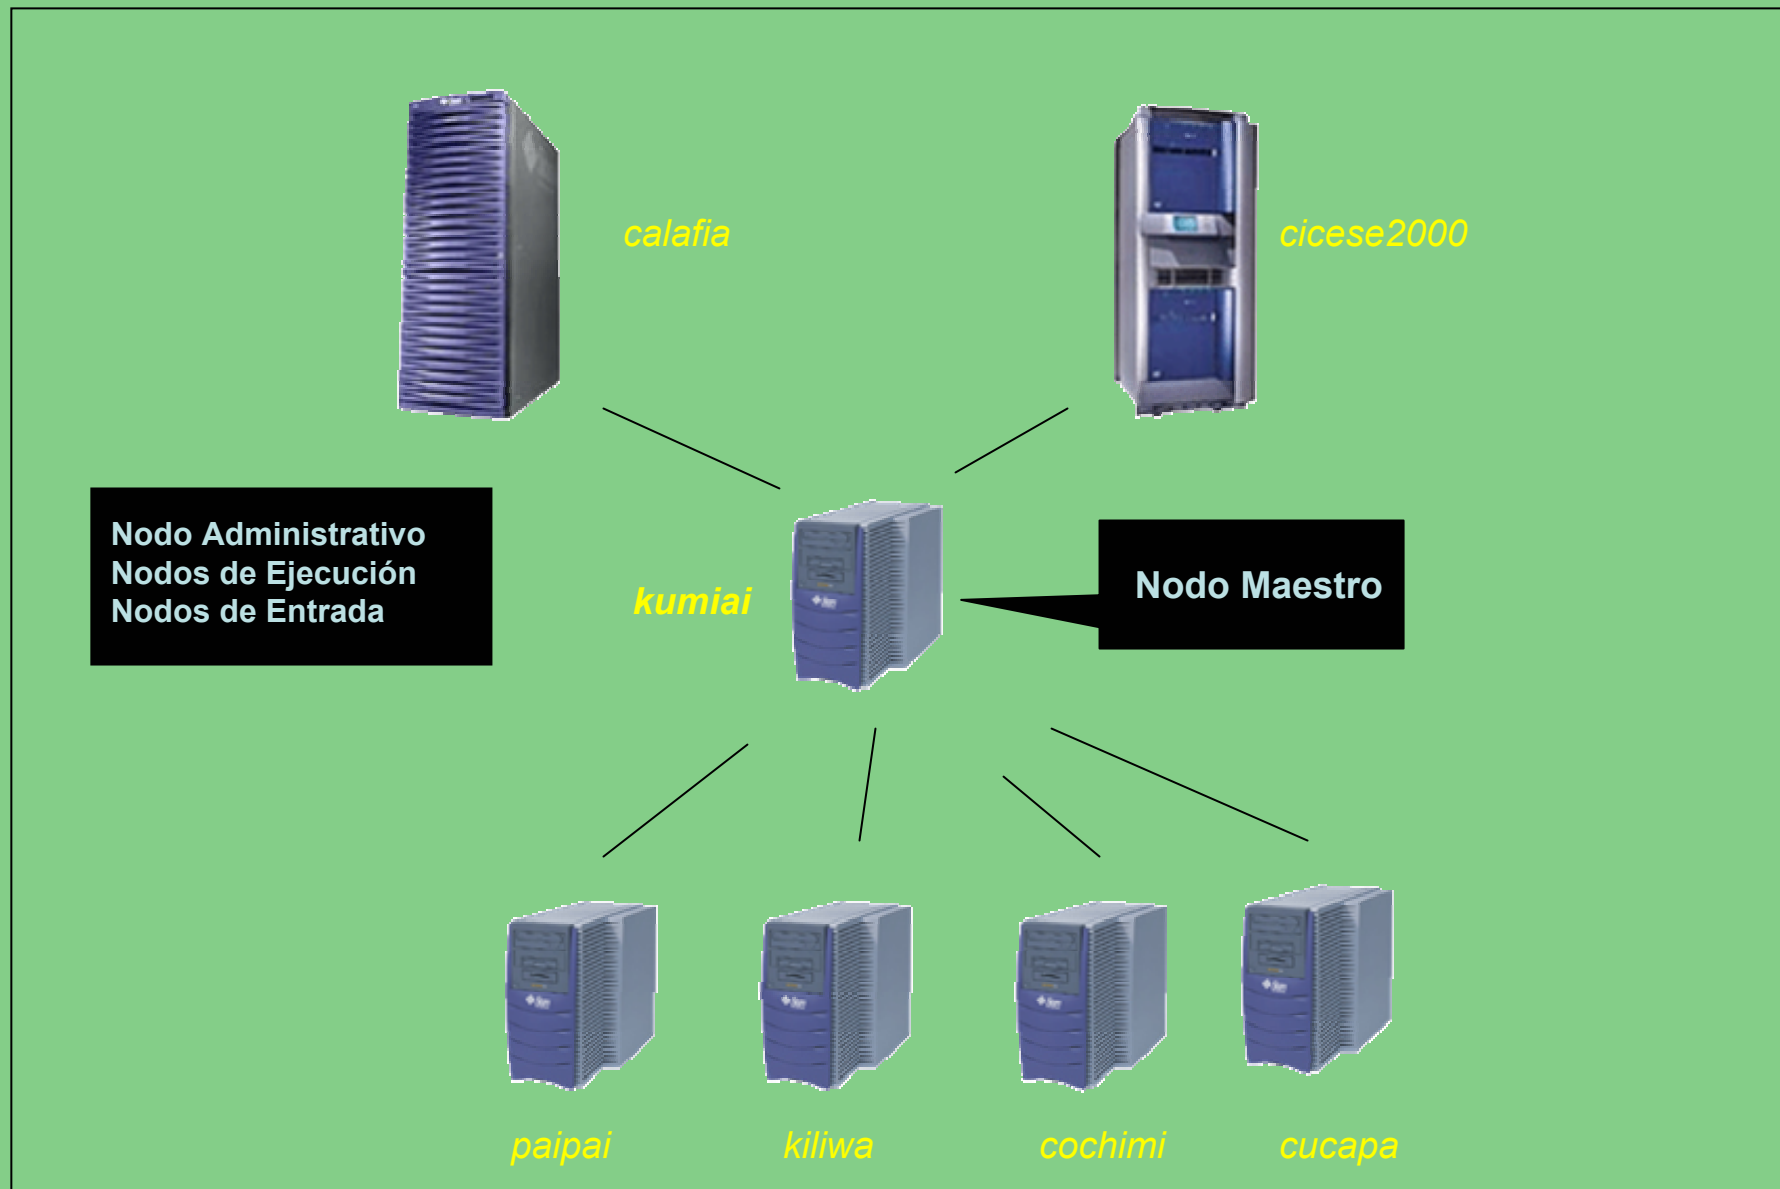 calafia
cicese2000
Nodo Administrativo
Nodos de Ejecución
Nodos de Entrada
kumiai
Nodo Maestro
paipai
kiliwa
cochimi
cucapa